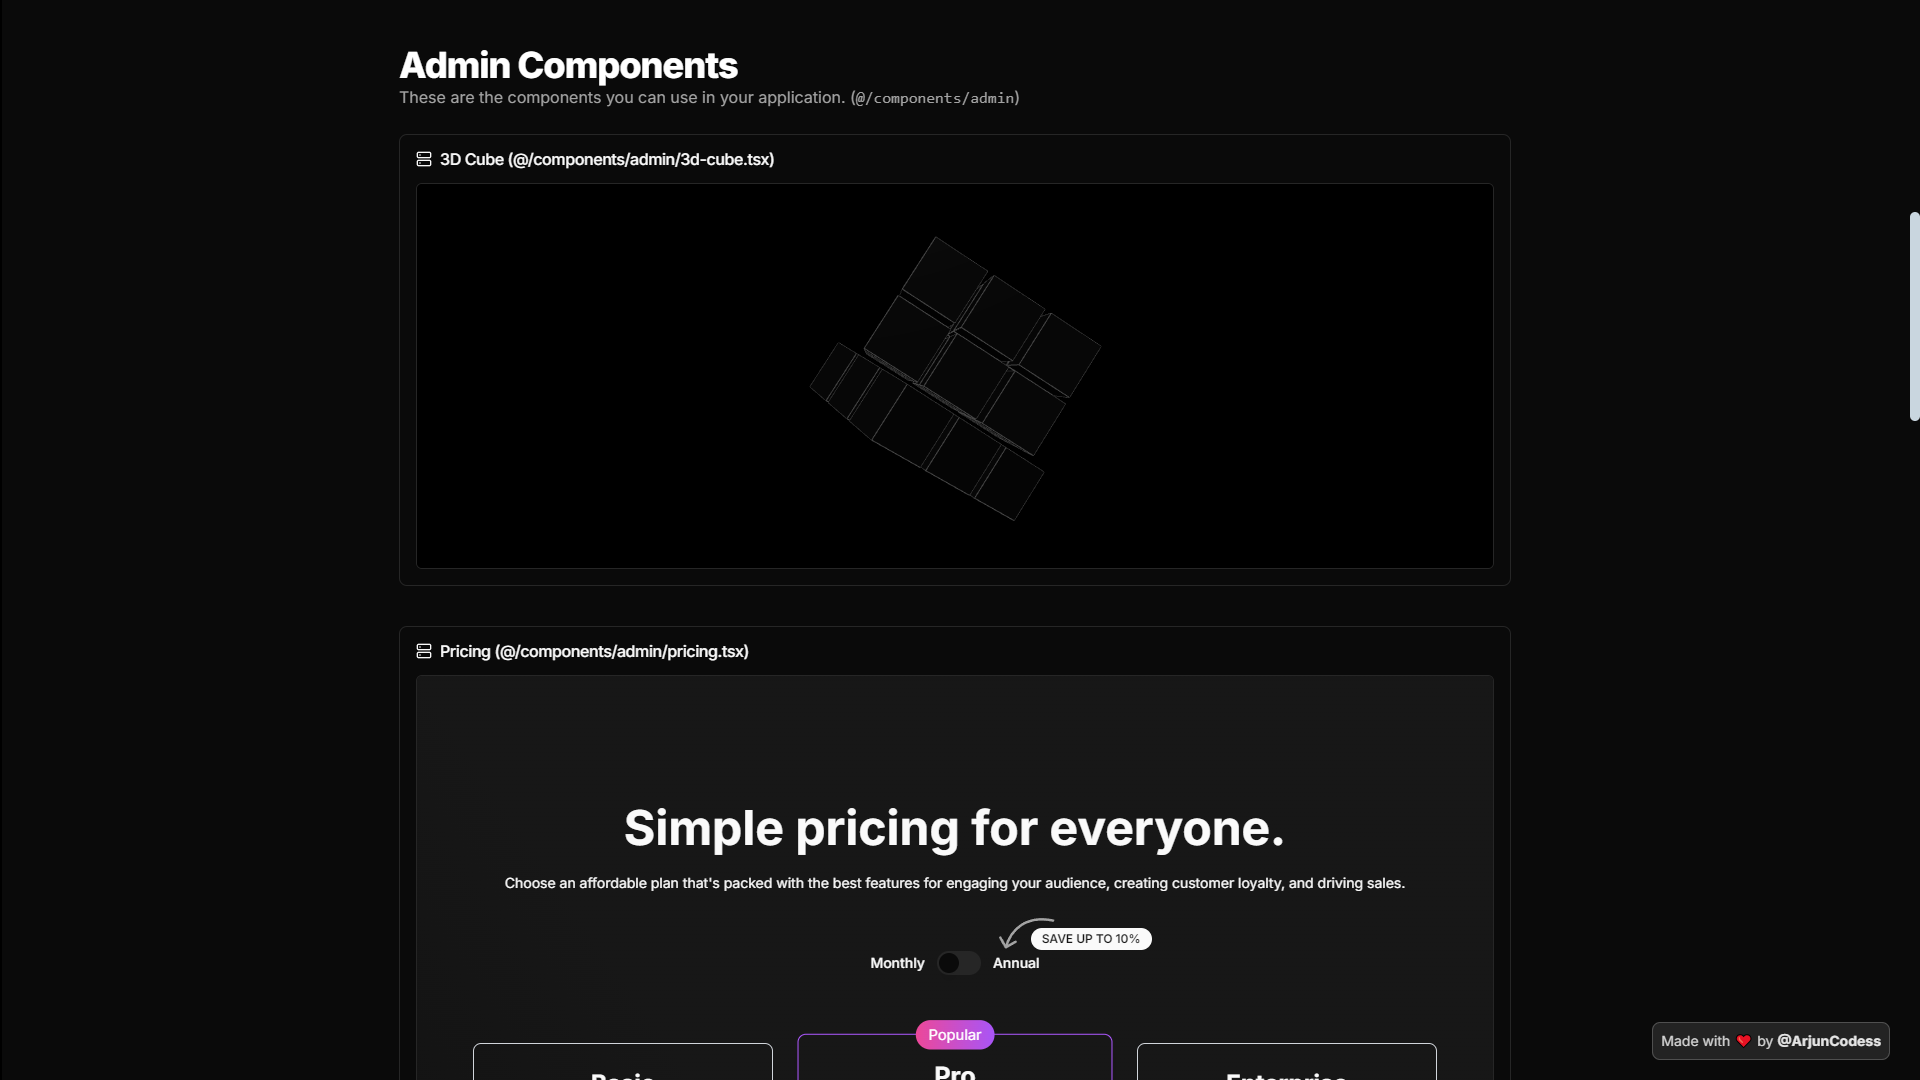 Admin Components
These are the components you can use in your application. (@/components/admin)
3D Cube (@/components/admin/3d-cube.tsx)
Pricing (@/components/admin/pricing.tsx)
Simple pricing for everyone.
Choose an affordable plan that's packed with the best features for engaging your audience, creating customer loyalty, and driving sales.
SAVE UP TO 10%
Monthly Annual
Popular
Basic Pro Enterprise
Made with ❤️ by @ArjunCodess